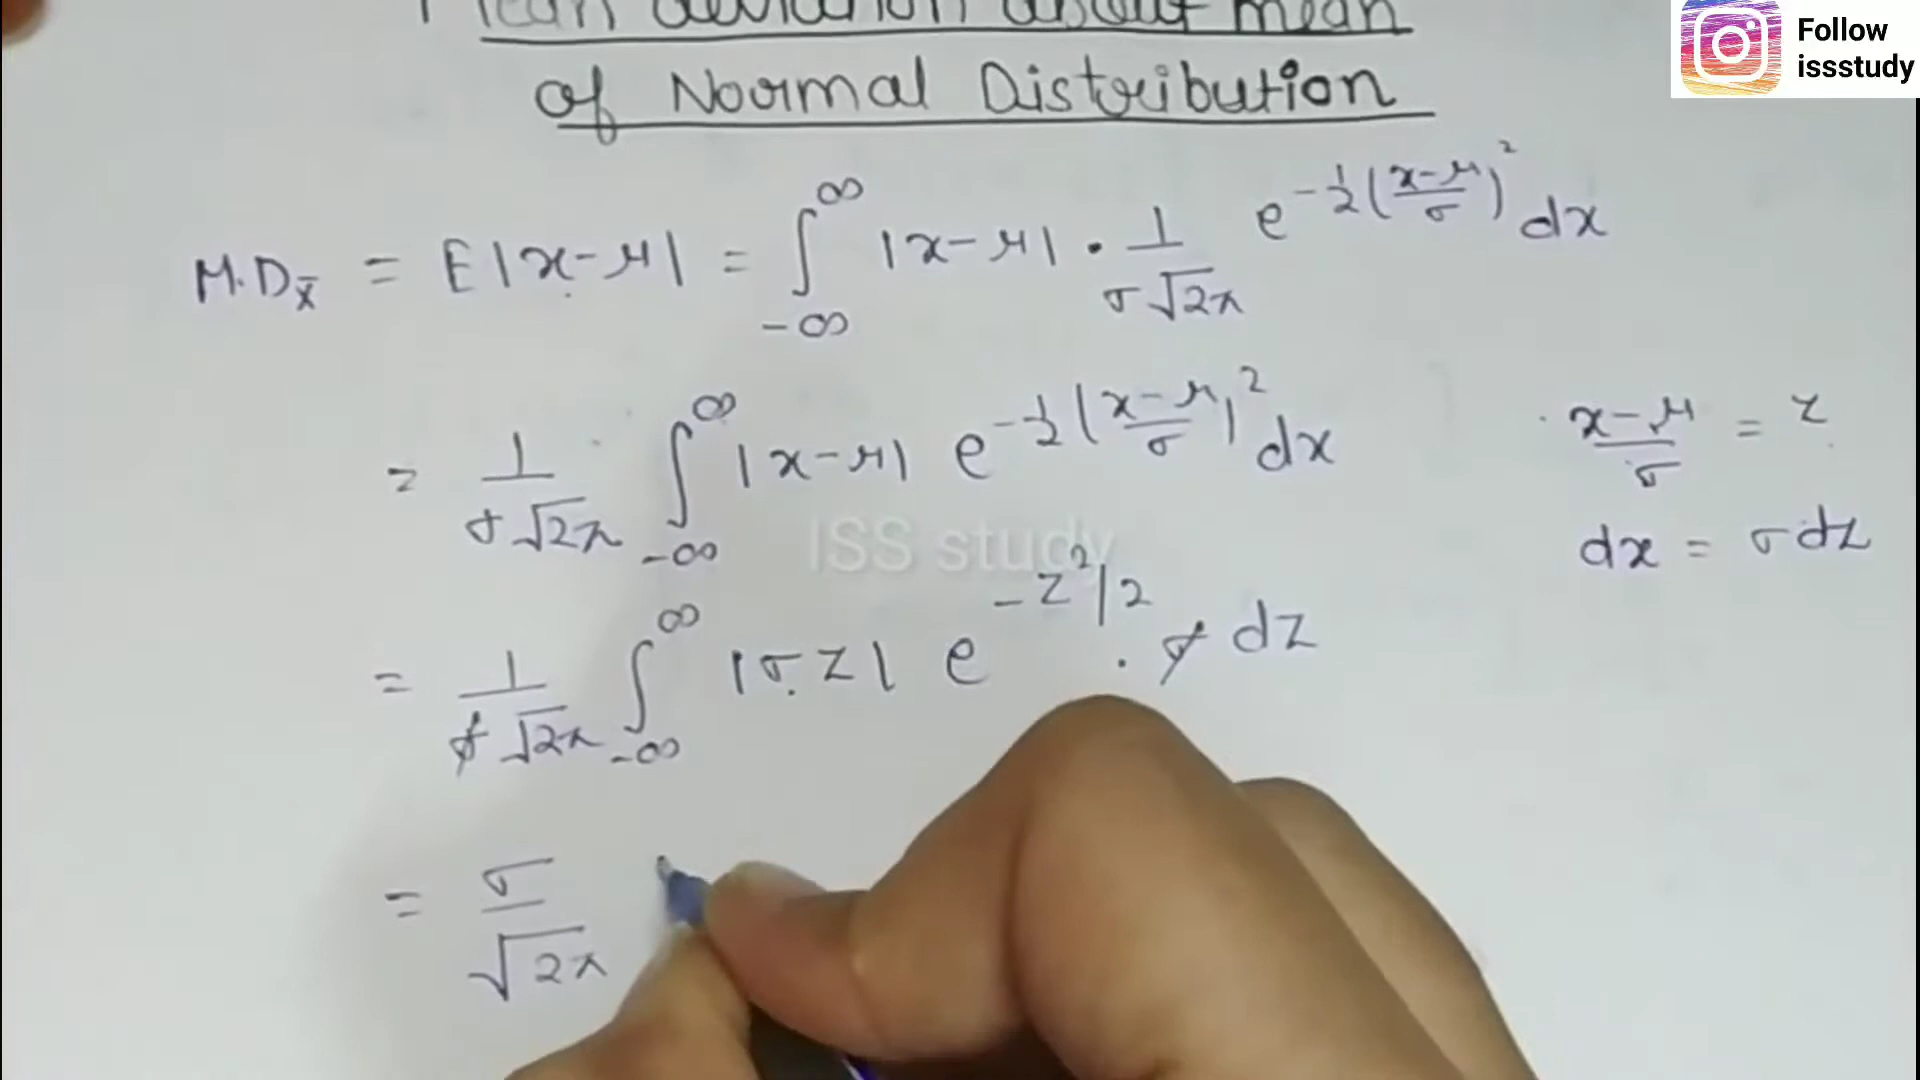 Mean deviation about mean
of Normal Distribution
Follow
issstudy
M.D_x̄ = E|x-μ| = ∫_{-∞}^{∞} |x-μ| · 1/(σ√2π) e^{-1/2((x-μ)/σ)^2} dx
= 1/(σ√2π) ∫_{-∞}^{∞} |x-μ| e^{-1/2((x-μ)/σ)^2} dx
(x-μ)/σ = z
dx = σdz
ISS study
= 1/(σ√2π) ∫_{-∞}^{∞} |σz| e^{-z^2/2} . σ dz
= σ/√2π